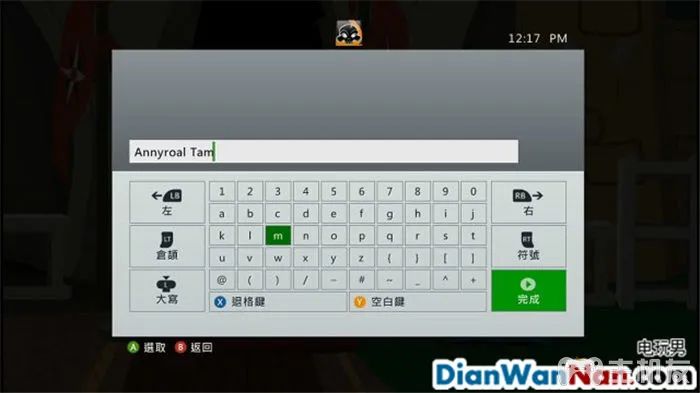 12:17 PM
Annyroal Tam
LB
左
1 2 3 4 5 6 7 8 9 0
RB
右
a b c d e f g h i j
LT
倉頡
k l m n o p q r s t
RT
符號
u v w x y z { } [ ]
L
大寫
@ ( ) / – ~ # _ ^ +
完成
X 退格鍵
Y 空白鍵
A 選取 B 返回
电玩男
DianWanNan.com